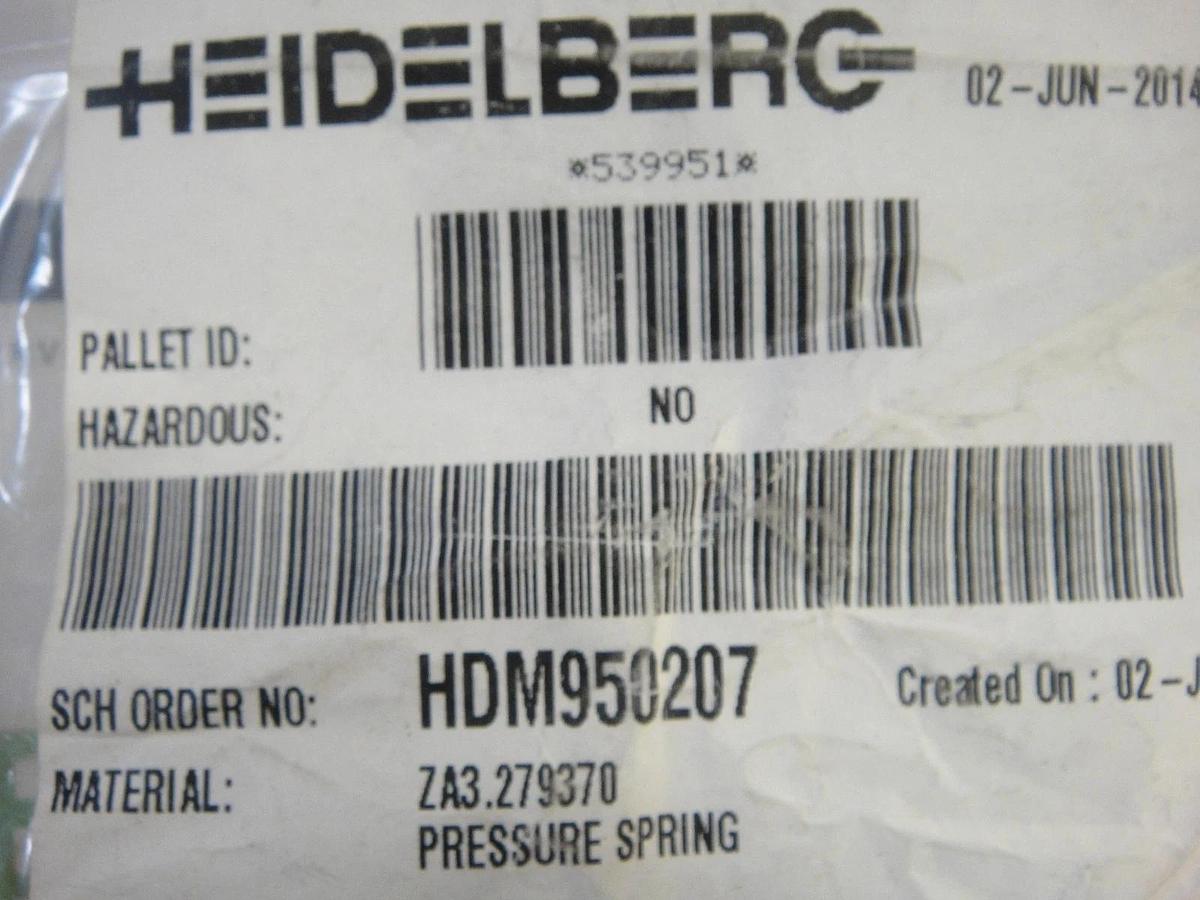 HEIDELBERG 02-JUN-2014
*539951*
PALLET ID:
HAZARDOUS: NO
SCH ORDER NO: HDM950207 Created On : 02-J
MATERIAL: ZA3.279370
PRESSURE SPRING